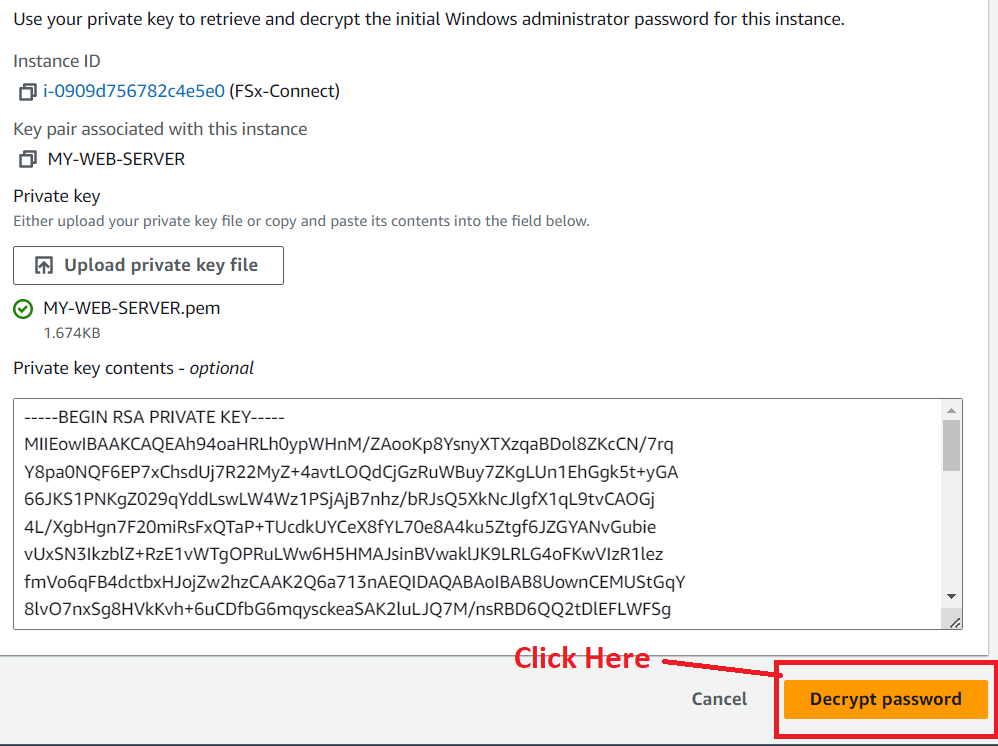 Use your private key to retrieve and decrypt the initial Windows administrator password for this instance.
Instance ID
i-0909d756782c4e5e0 (FSx-Connect)
Key pair associated with this instance
MY-WEB-SERVER
Private key
Either upload your private key file or copy and paste its contents into the field below.
Upload private key file
MY-WEB-SERVER.pem
1.674KB
Private key contents - optional
-----BEGIN RSA PRIVATE KEY-----
MIIEowIBAAKCAQEAh94oaHRLh0ypWHnM/ZAooKp8YsnyXTXzqaBDol8ZKcCN/7rq
Y8pa0NQF6EP7xChsdUj7R22MyZ+4avtLOQdCjGzRuWBuy7ZKgLUn1EhGgk5t+yGA
66JKS1PNKgZ029qYddLswLW4Wz1PSjAjB7nhz/bRJsQ5XkNcJlgfX1qL9tvCAOGj
4L/XgbHgn7F20miRsFxQTaP+TUcdkUYCeX8fYL70e8A4ku5Ztgf6JZGYANvGubie
vUxSN3IkzblZ+RzE1vWTgOPRuLWw6H5HMAJsinBVwaklJK9LRLG4oFKwVIzR1lez
fmVo6qFB4dctbxHJojZw2hzCAAK2Q6a713nAEQIDAQABAoIBAB8UownCEMUStGqY
8lvO7nxSg8HVkKvh+6uCDfbG6mqysckeaSAK2luLJQ7M/nsRBD6QQ2tDlEFLWFSg
Click Here
Cancel
Decrypt password